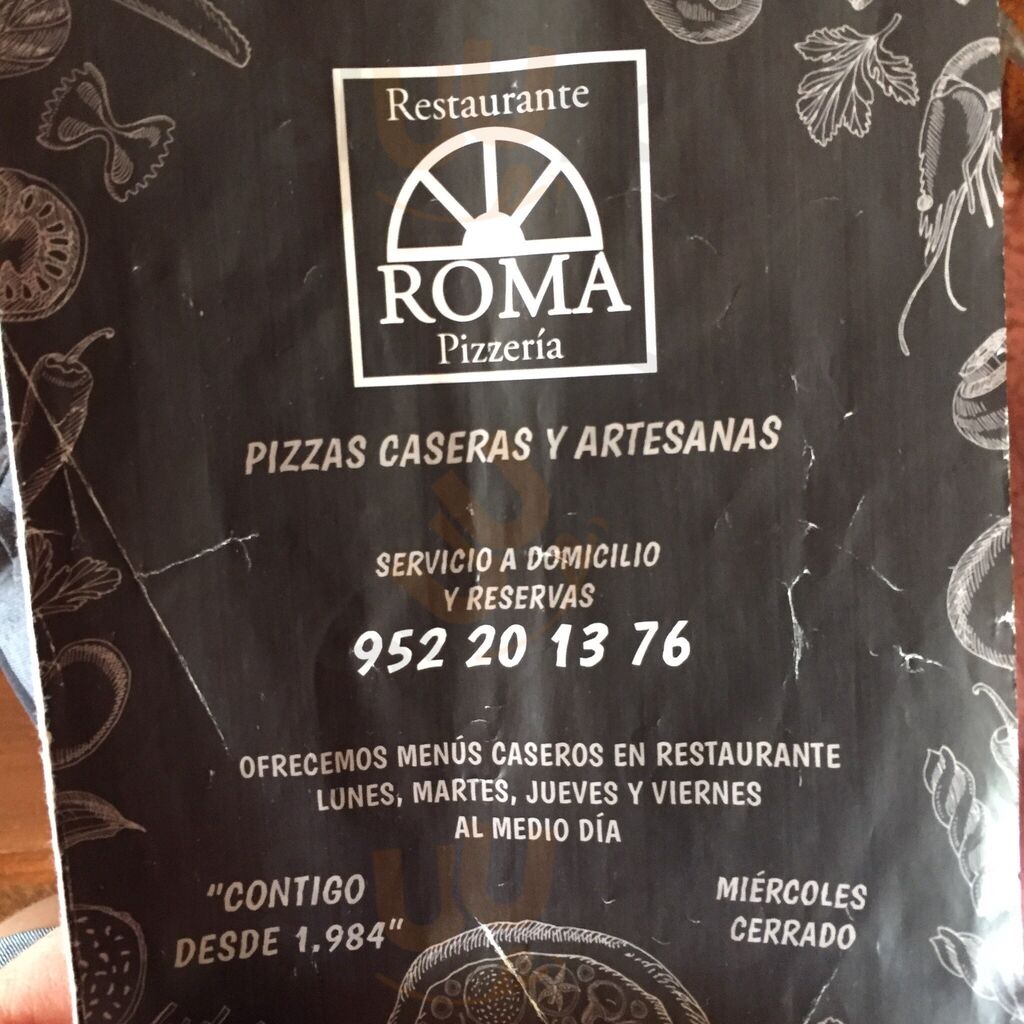 Restaurante
ROMA
Pizzería
PIZZAS CASERAS Y ARTESANAS
SERVICIO A DOMICILIO
Y RESERVAS
952 20 13 76
OFRECEMOS MENÚS CASEROS EN RESTAURANTE
LUNES, MARTES, JUEVES Y VIERNES
AL MEDIO DÍA
"CONTIGO
DESDE 1.984"
MIÉRCOLES
CERRADO